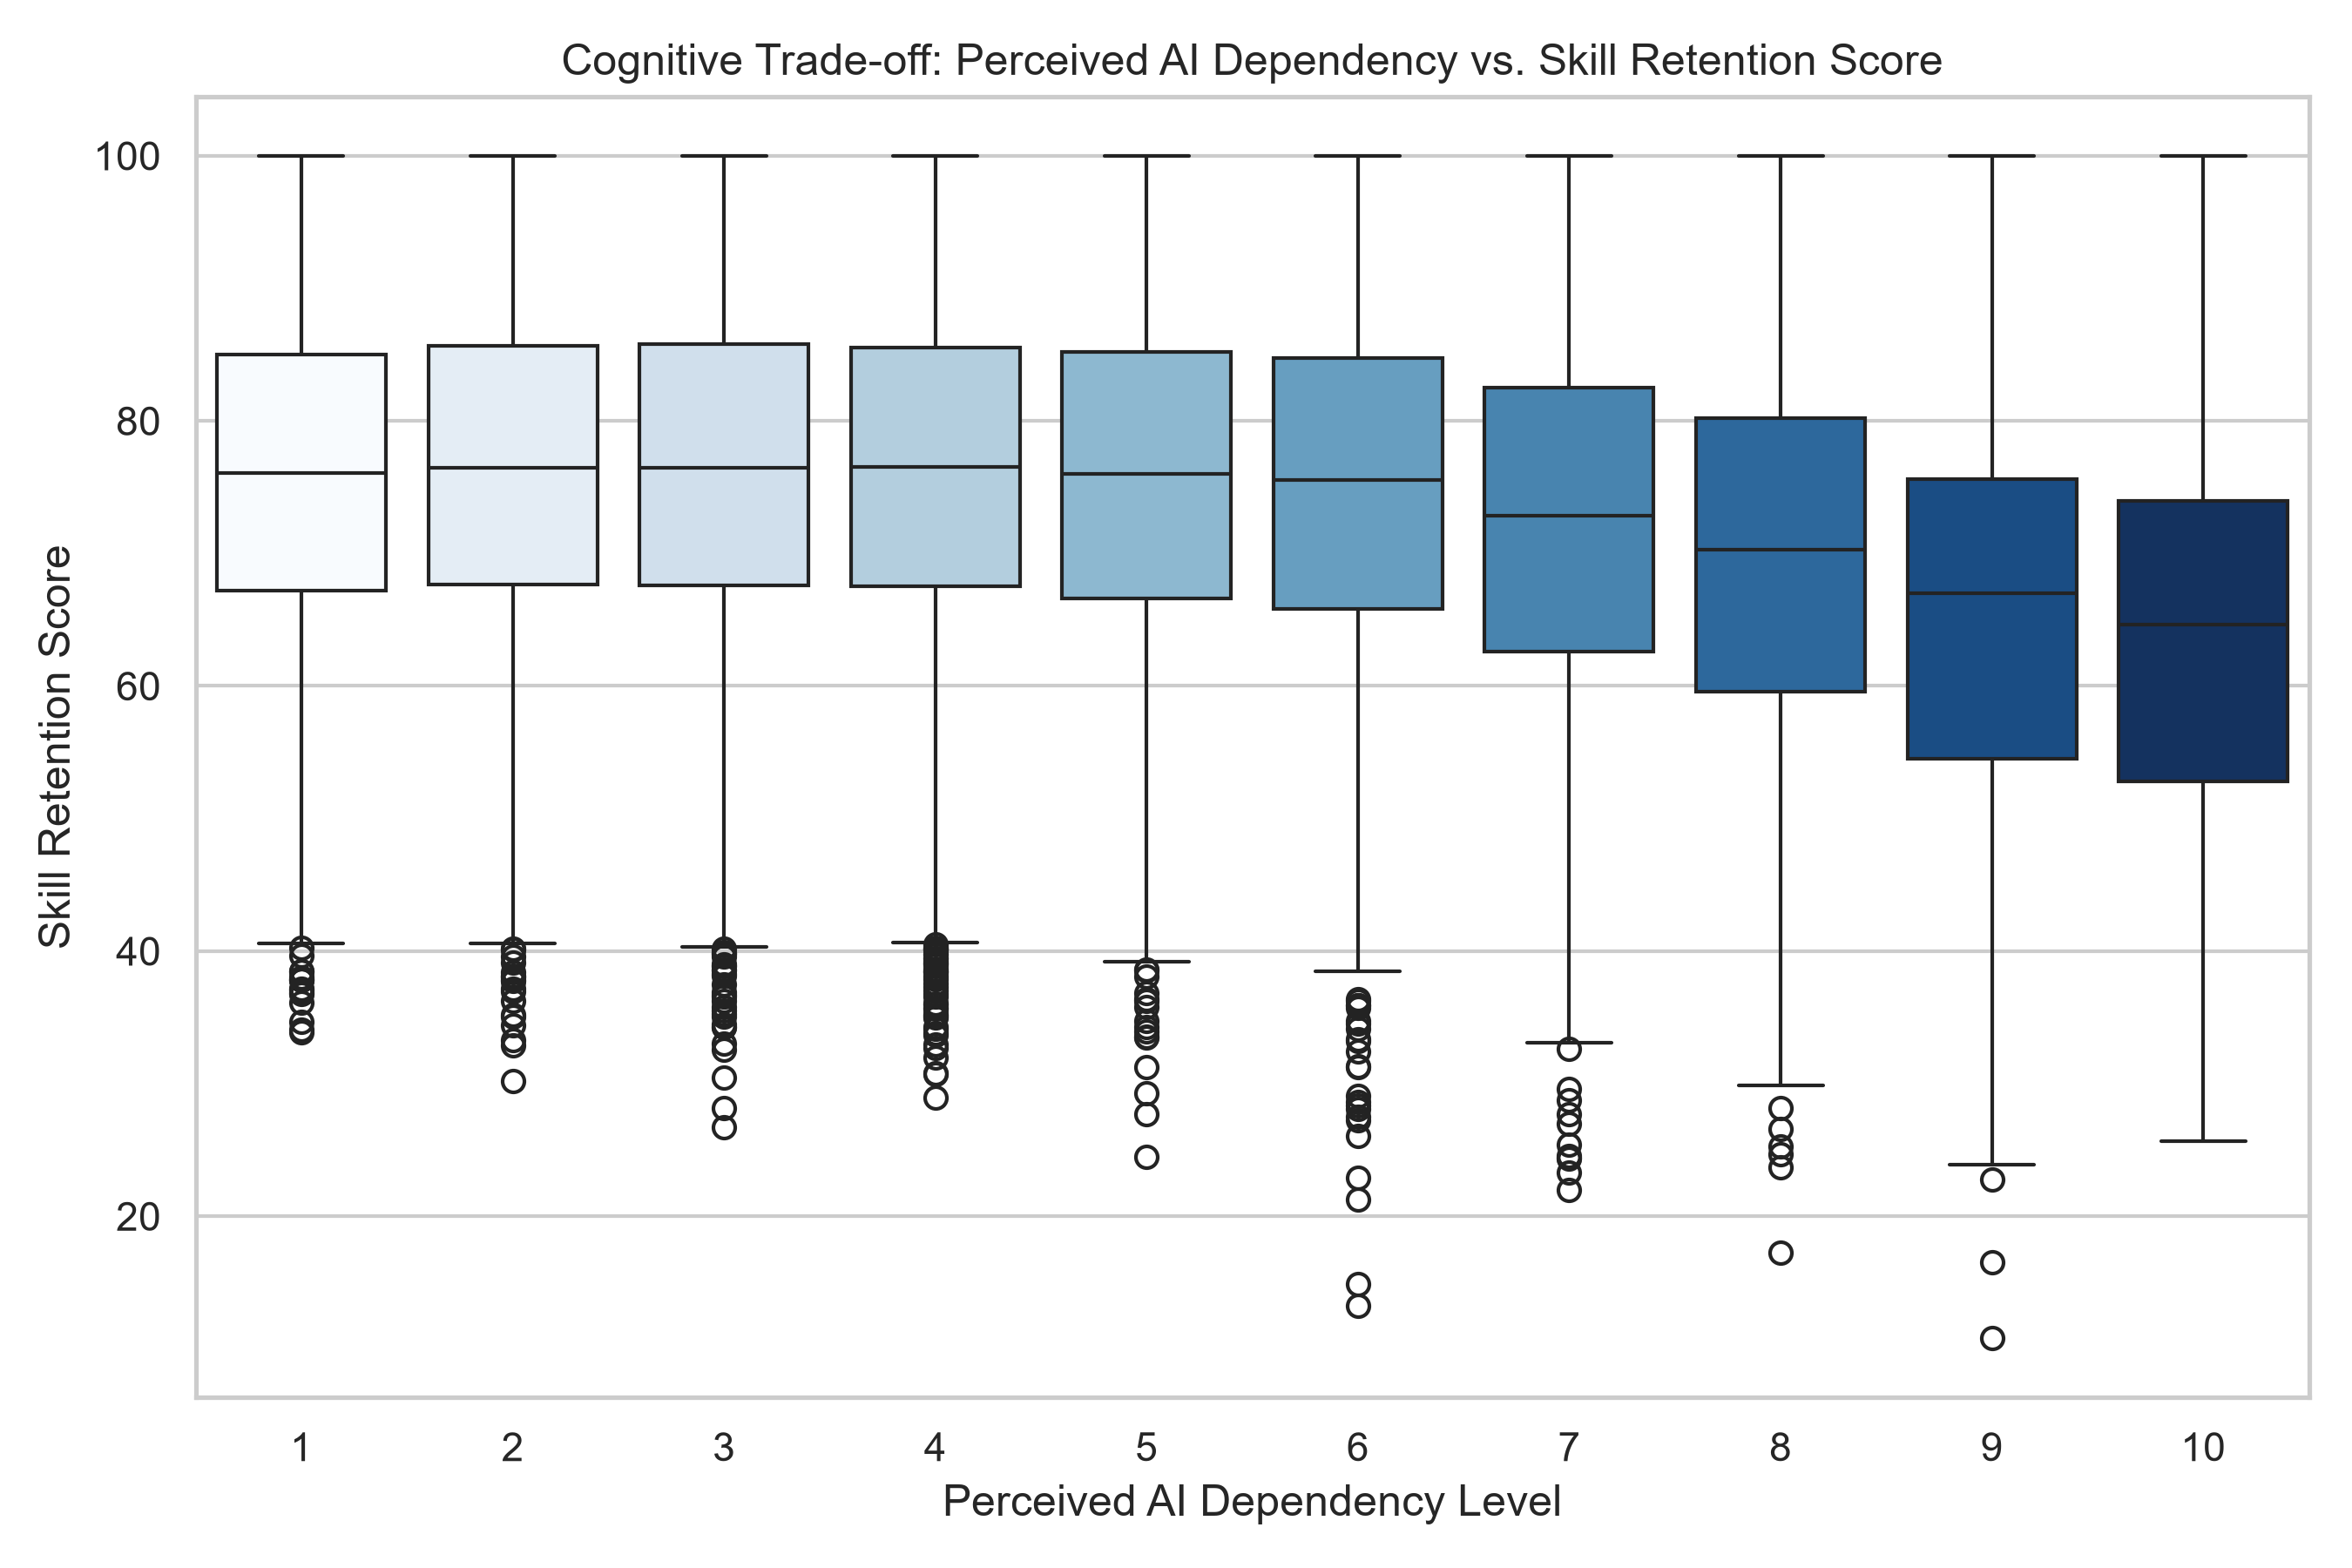 Cognitive Trade-off: Perceived AI Dependency vs. Skill Retention Score
100
80
60
40
20
Skill Retention Score
1 2 3 4 5 6 7 8 9 10
Perceived AI Dependency Level